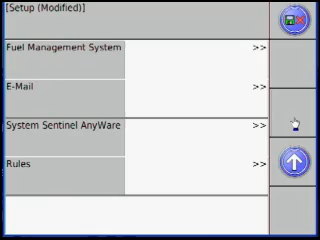 [Setup (Modified)]
Fuel Management System >>
E-Mail >>
System Sentinel AnyWare >>
Rules >>